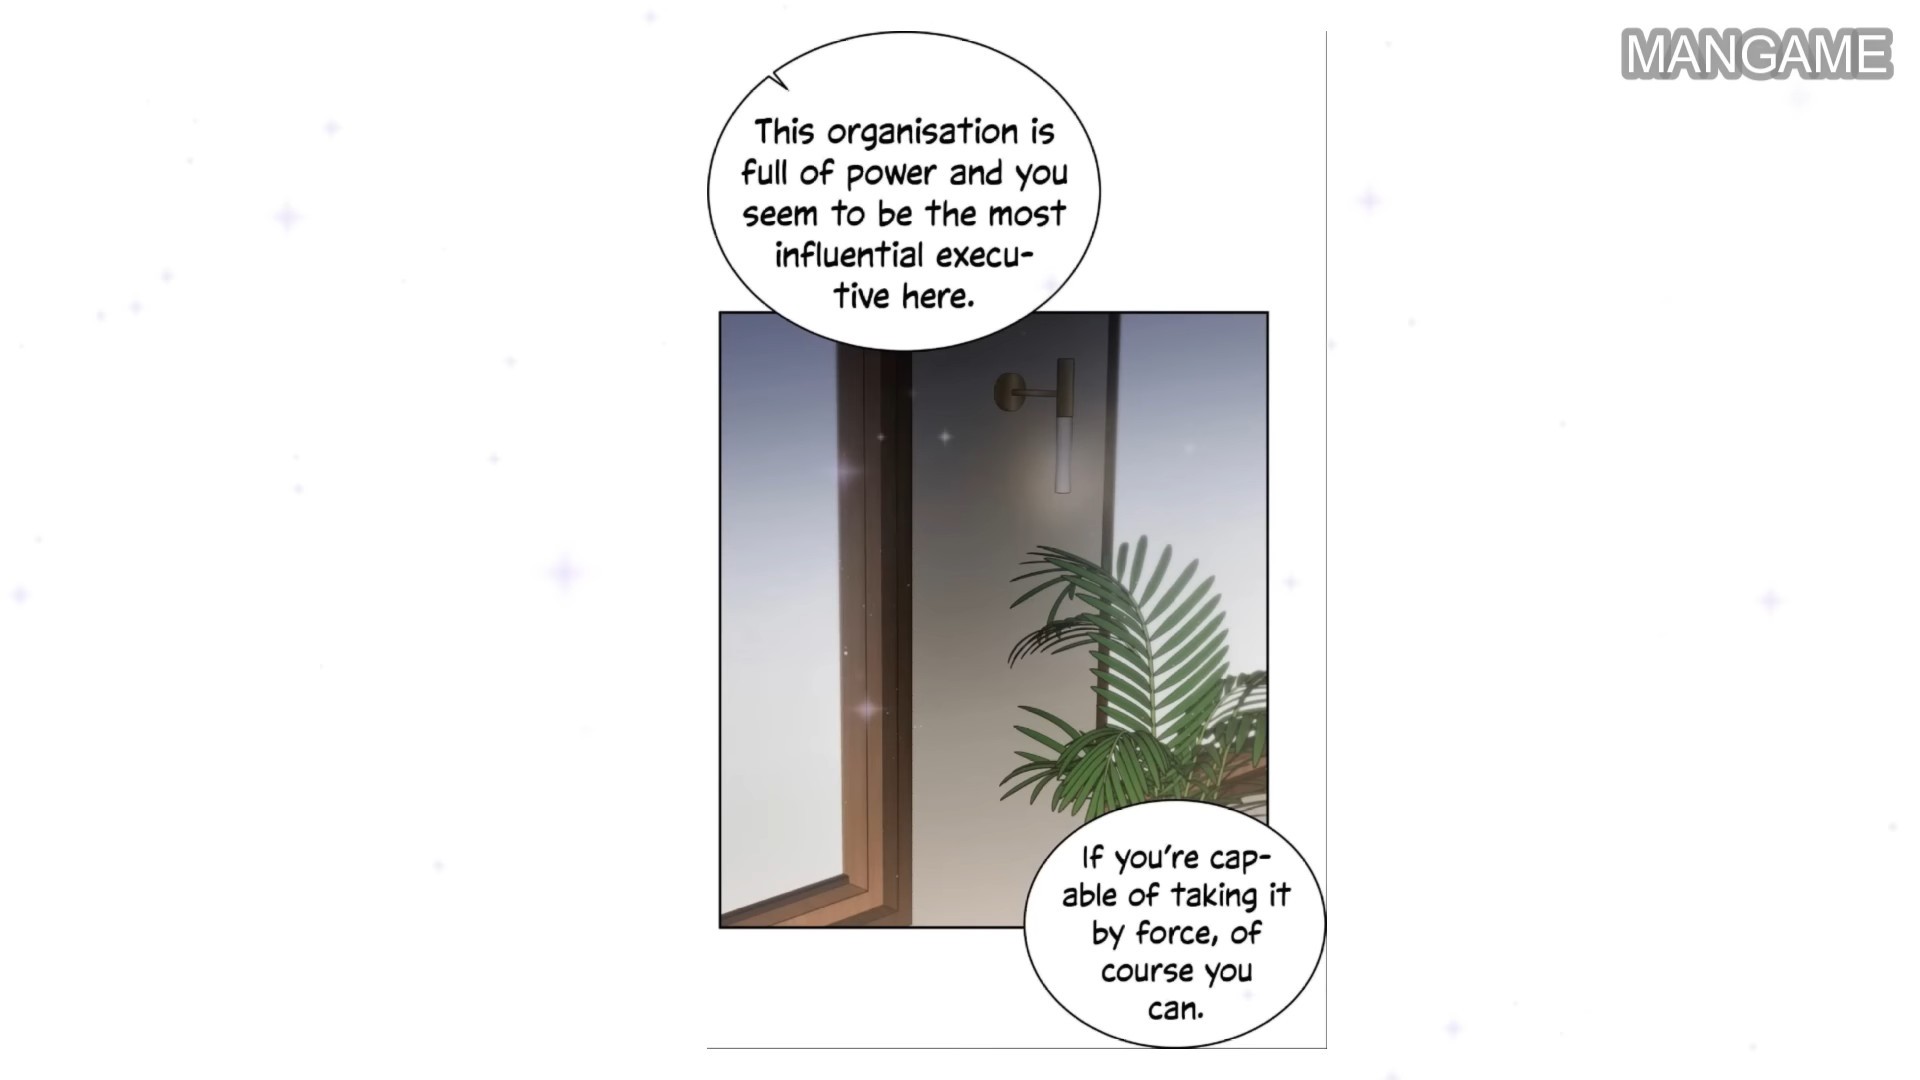 MANGAME
This organisation is
full of power and you
seem to be the most
influential execu-
tive here.
If you're cap-
able of taking it
by force, of
course you
can.